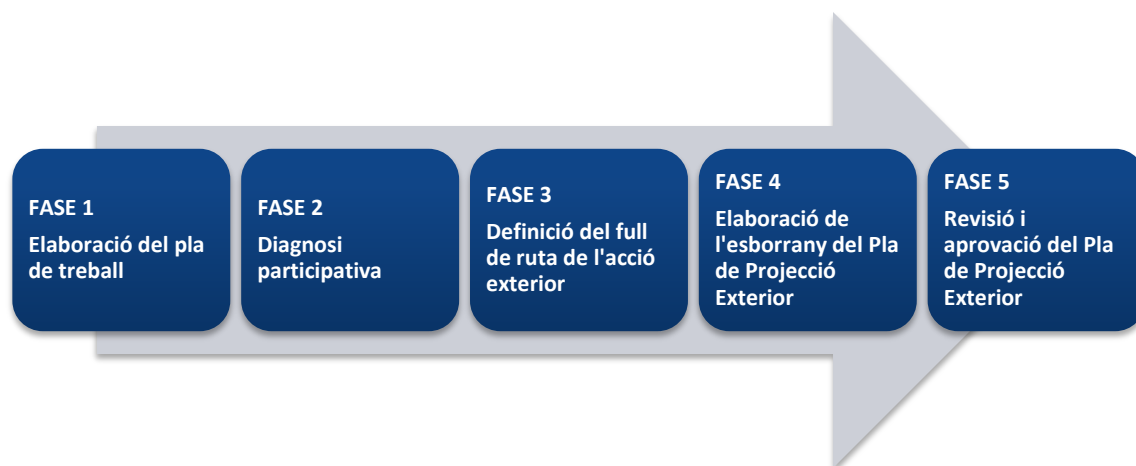 FASE 1
Elaboració del pla
de treball
FASE 2
Diagnosi
participativa
FASE 3
Definició del full
de ruta de l'acció
exterior
FASE 4
Elaboració de
l'esborrany del Pla
de Projecció
Exterior
FASE 5
Revisió i
aprovació del Pla
de Projecció
Exterior